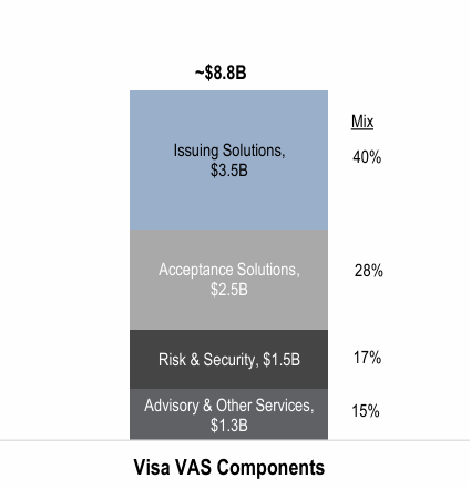 ~$8.8B
Mix
Issuing Solutions,
$3.5B
40%
Acceptance Solutions,
$2.5B
28%
Risk & Security, $1.5B
17%
Advisory & Other Services,
$1.3B
15%
Visa VAS Components